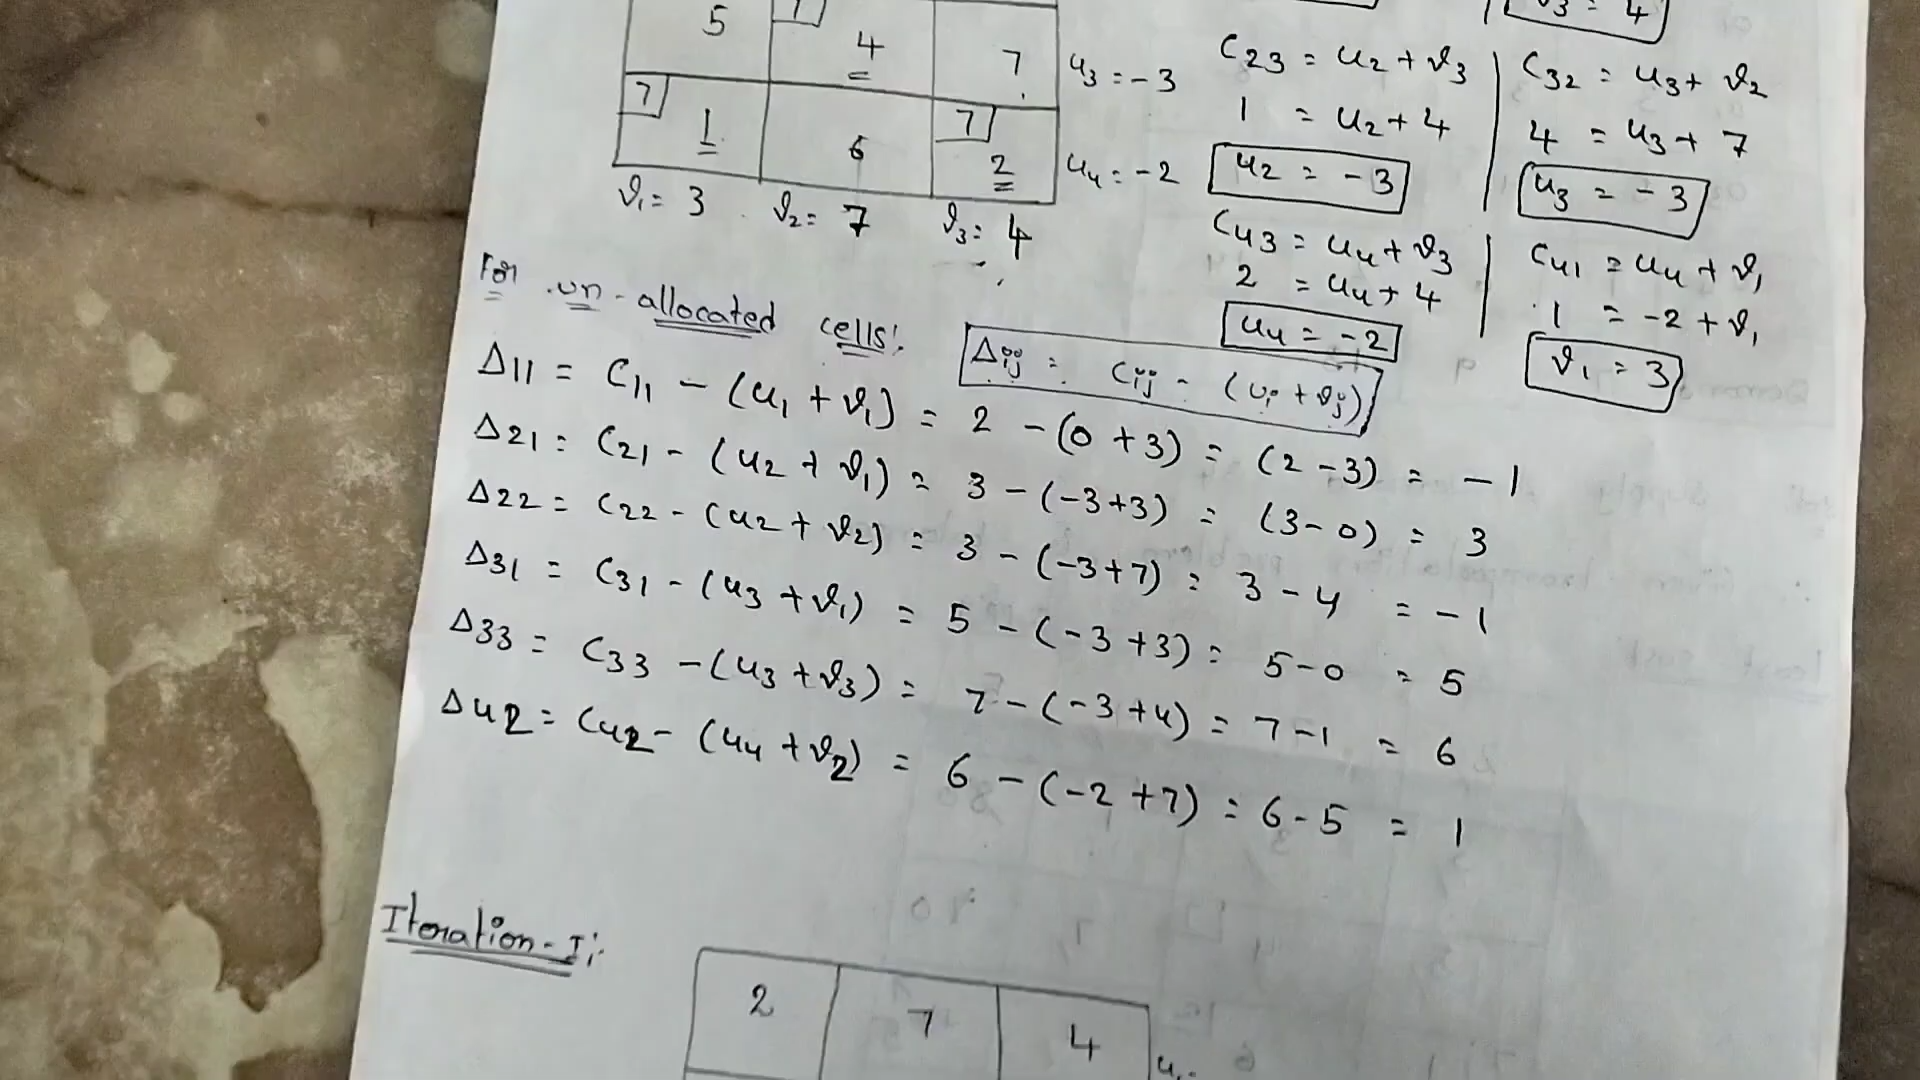 5 7 4 7 u3 = -3
7 1 6 7 2 u4 = -2
v1 = 3 v2 = 7 v3 = 4
v3 = 4
C23 = u2 + v3
1 = u2 + 4
u2 = -3
C32 = u3 + v2
4 = u3 + 7
u3 = -3
C43 = u4 + v3
2 = u4 + 4
u4 = -2
C41 = u4 + v1
1 = -2 + v1
v1 = 3
For un-allocated cells:
Δij = Cij - (ui + vj)
Δ11 = C11 - (u1 + v1) = 2 - (0 + 3) = (2 - 3) = -1
Δ21 = C21 - (u2 + v1) = 3 - (-3+3) = (3-0) = 3
Δ22 = C22 - (u2 + v2) = 3 - (-3+7) = 3 - 4 = -1
Δ31 = C31 - (u3 + v1) = 5 - (-3+3) = 5-0 = 5
Δ33 = C33 - (u3 + v3) = 7 - (-3+4) = 7-1 = 6
Δ42 = C42 - (u4 + v2) = 6 - (-2+7) = 6-5 = 1
Iteration-I:
2 7 4